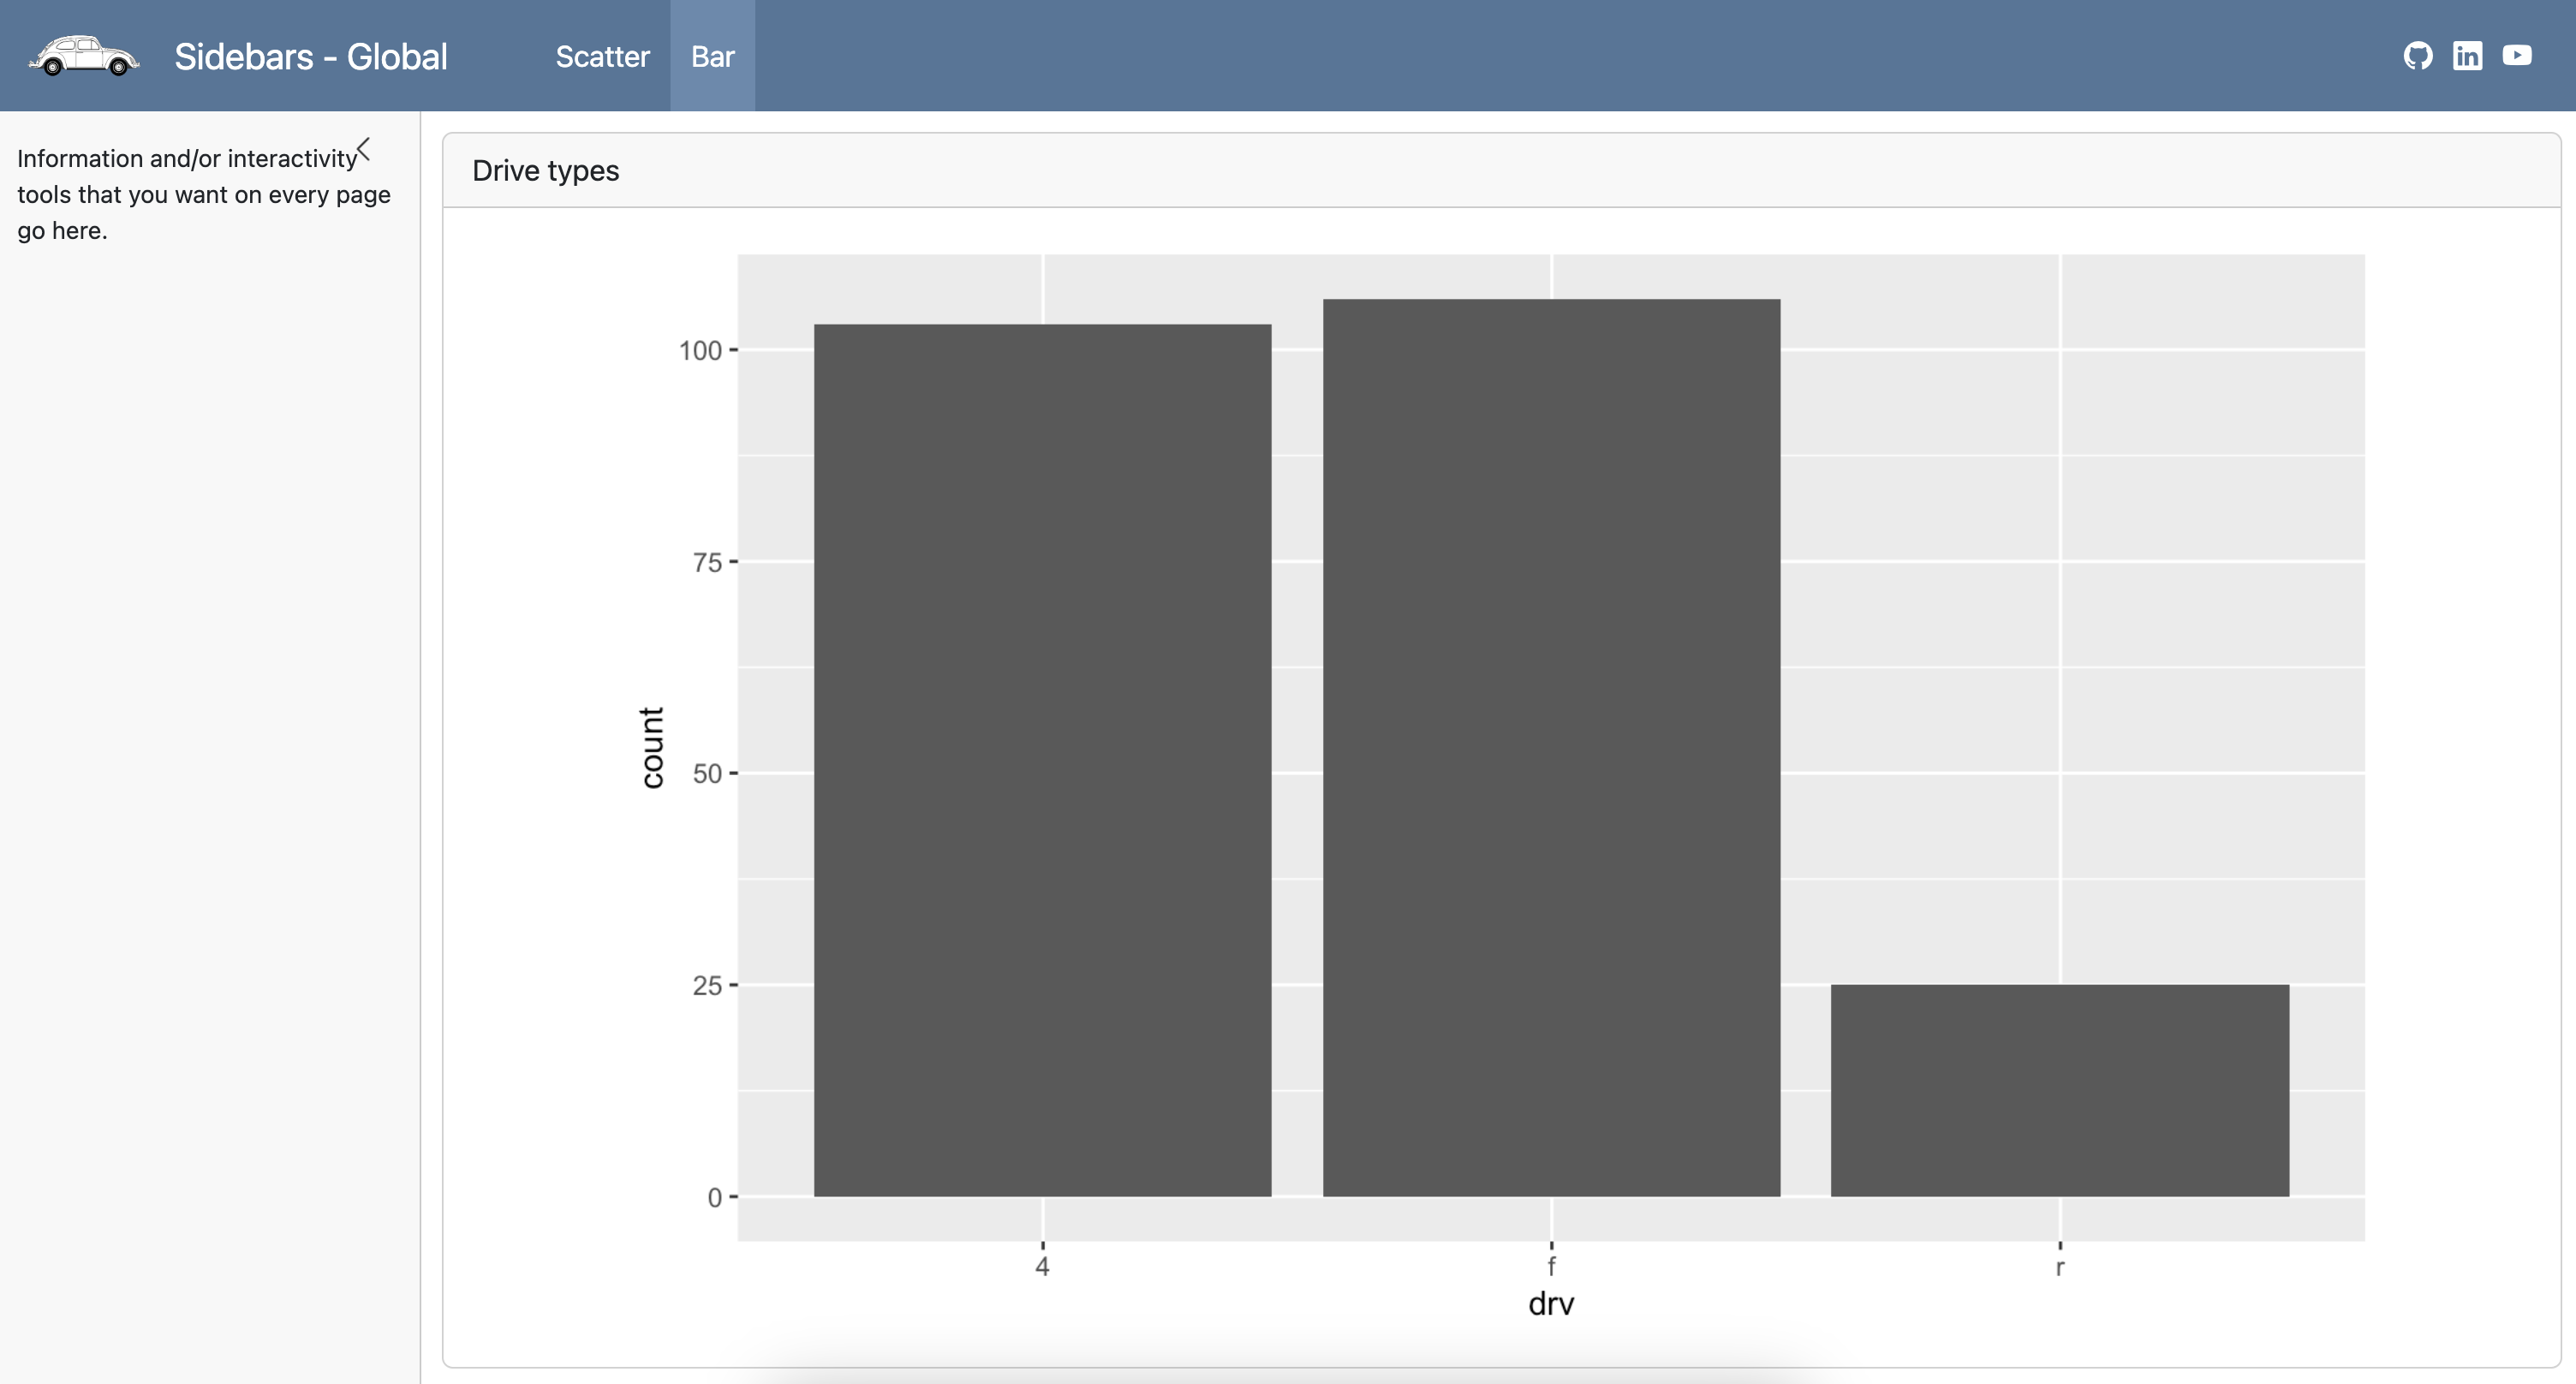 Sidebars - Global
Scatter
Bar
Information and/or interactivity
tools that you want on every page
go here.
Drive types
100
75
50
25
0
count
4
f
r
drv